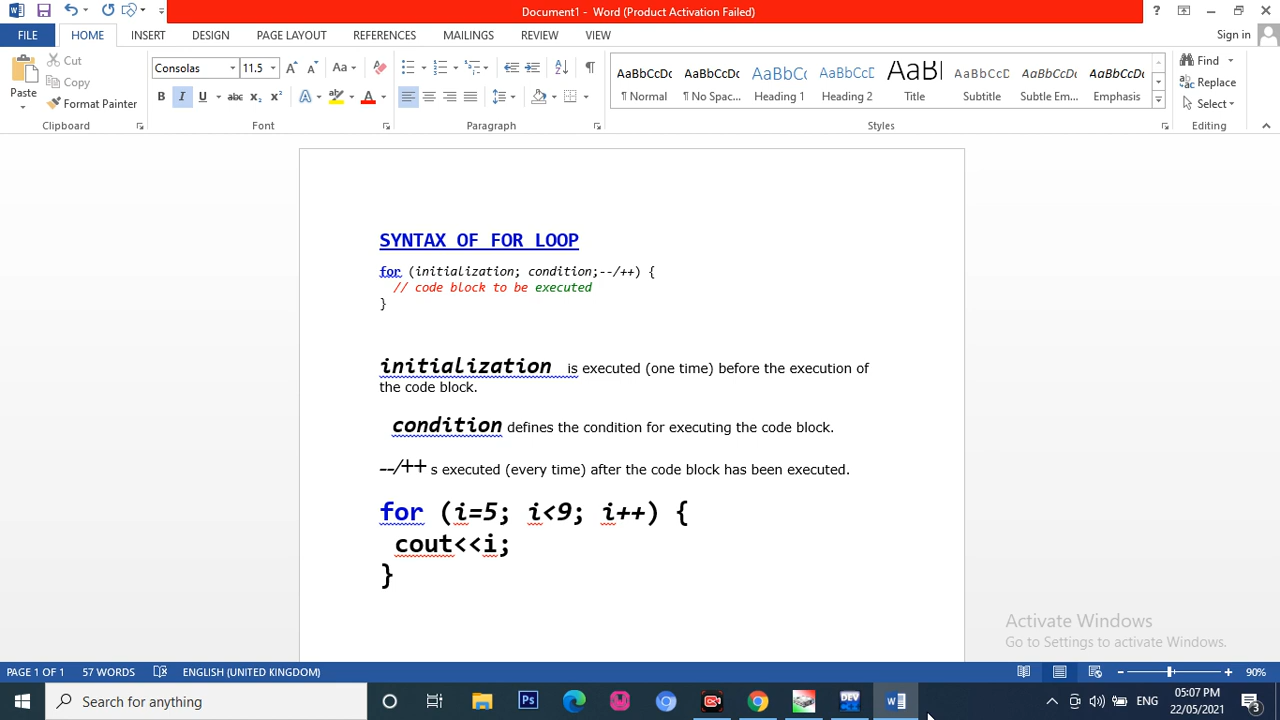 Document1 - Word (Product Activation Failed)
FILE HOME INSERT DESIGN PAGE LAYOUT REFERENCES MAILINGS REVIEW VIEW Sign in
Paste Cut Copy Format Painter
Clipboard
Consolas 11.5
Font
Paragraph
AaBbCcDc AaBbCcDc AaBbC( AaBbCcC AaB( AaBbCcD AaBbCcDc AaBbCcDc
¶ Normal ¶ No Spac... Heading 1 Heading 2 Title Subtitle Subtle Em... Emphasis
Styles
Find
Replace
Select
Editing
SYNTAX OF FOR LOOP
for (initialization; condition;--/++) {
// code block to be executed
}
initialization is executed (one time) before the execution of
the code block.
condition defines the condition for executing the code block.
--/++ s executed (every time) after the code block has been executed.
for (i=5; i<9; i++) {
cout<<i;
}
Activate Windows
Go to Settings to activate Windows.
PAGE 1 OF 1 57 WORDS ENGLISH (UNITED KINGDOM) 90%
Search for anything
Ps
DEV
ENG
05:07 PM
22/05/2021
3